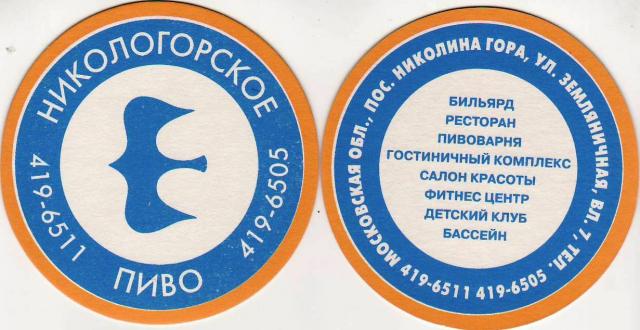 НИКОЛОГОРСКОЕ
419-6511
ПИВО
419-6505
МОСКОВСКАЯ ОБЛ., ПОС. НИКОЛИНА ГОРА, УЛ. ЗЕМЛЯНИЧНАЯ, ВЛ. 7, ТЕЛ.
419-6511 419-6505
БИЛЬЯРД
РЕСТОРАН
ПИВОВАРНЯ
ГОСТИНИЧНЫЙ КОМПЛЕКС
САЛОН КРАСОТЫ
ФИТНЕС ЦЕНТР
ДЕТСКИЙ КЛУБ
БАССЕЙН